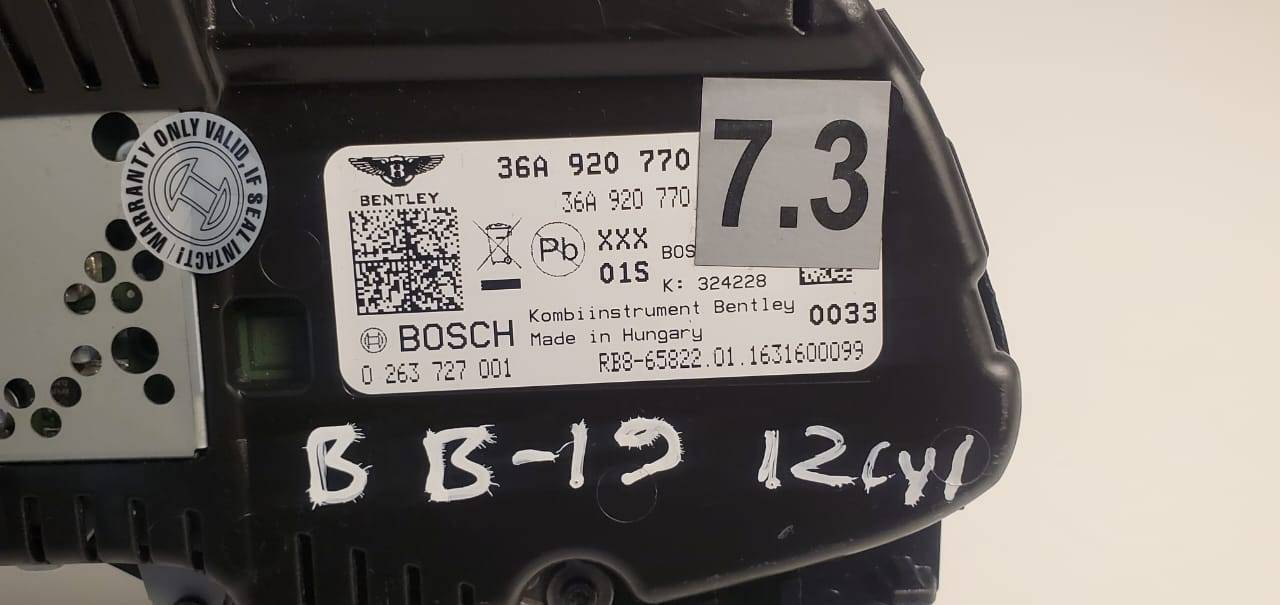 WARRANTY ONLY VALID, IF SEAL INTACT!
B
BENTLEY
36A 920 770
36A 920 770
7.3
Pb
XXX
01S
K: 324228
Kombiinstrument Bentley
0033
BOSCH
Made in Hungary
0 263 727 001
RB8-65822.01.1631600099
B B-19 12cyl